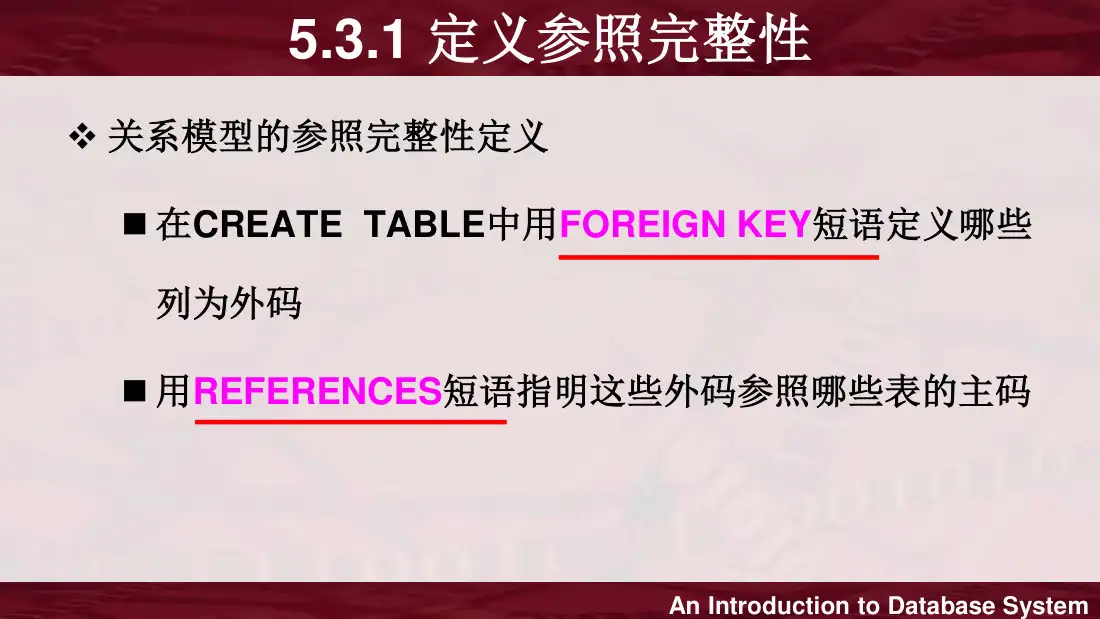 5.3.1 定义参照完整性
❖ 关系模型的参照完整性定义
■ 在CREATE TABLE中用FOREIGN KEY短语定义哪些
列为外码
■ 用REFERENCES短语指明这些外码参照哪些表的主码
An Introduction to Database System